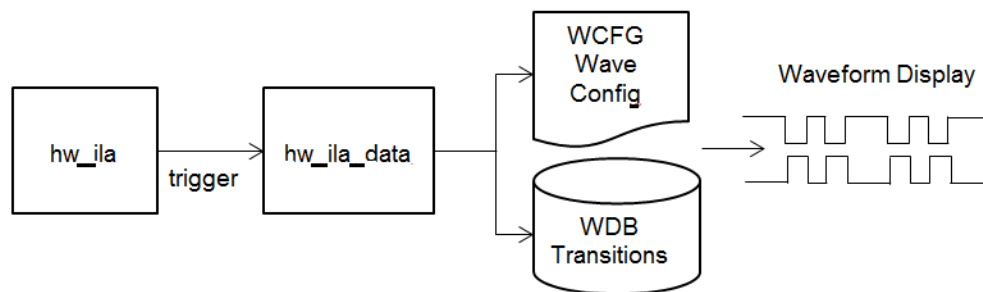 hw_ila
trigger
hw_ila_data
WCFG
Wave
Config
WDB
Transitions
Waveform Display